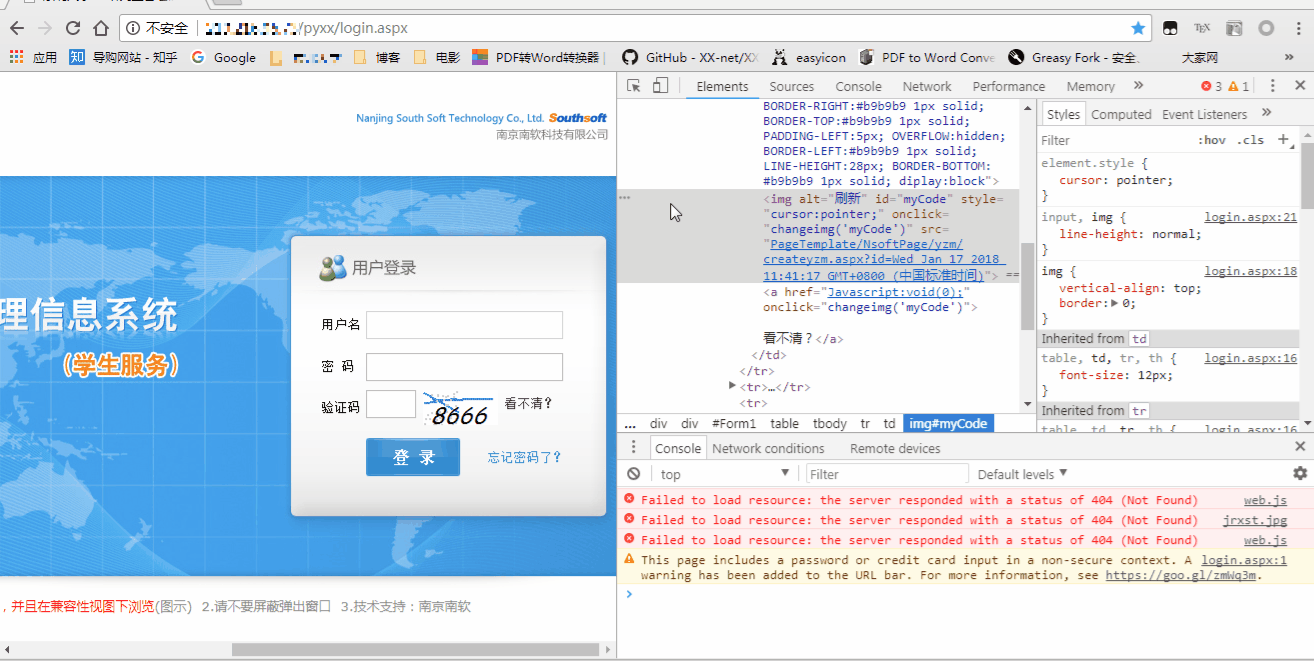 不安全
/pyxx/login.aspx
应用
知
导购网站 - 知乎
G
Google
博客
电影
PDF转Word转换器
GitHub - XX-net/XX
easyicon
PDF to Word Conve
Greasy Fork - 安全.
大家网
»
Nanjing South Soft Technology Co., Ltd. Southsoft
南京南软科技有限公司
理信息系统
(学生服务)
用户登录
用户名
密 码
验证码
8666
看不清?
登 录
忘记密码了?
，并且在兼容性视图下浏览(图示) 2.请不要屏蔽弹出窗口 3.技术支持：南京南软
Elements Sources Console Network Performance Memory » 3 1
BORDER-RIGHT:#b9b9b9 1px solid;
BORDER-TOP:#b9b9b9 1px solid;
PADDING-LEFT:5px; OVERFLOW:hidden;
BORDER-LEFT:#b9b9b9 1px solid;
LINE-HEIGHT:28px; BORDER-BOTTOM:
#b9b9b9 1px solid; diplay:block">
<img alt="刷新" id="myCode" style=
"cursor:pointer;" onclick=
"changeimg('myCode')" src=
"PageTemplate/NsoftPage/yzm/
createyzm.aspx?id=Wed Jan 17 2018
11:41:17 GMT+0800 (中国标准时间)"> ==
<a href="Javascript:void(0);"
onclick="changeimg('myCode')">
看不清？</a>
</td>
</tr>
<tr>…</tr>
<tr>
... div div #Form1 table tbody tr td img#myCode
Styles Computed Event Listeners »
Filter :hov .cls +
element.style {
cursor: pointer;
}
input, img { login.aspx:21
line-height: normal;
}
img { login.aspx:18
vertical-align: top;
border: 0;
}
Inherited from td
table, td, tr, th { login.aspx:16
font-size: 12px;
}
Inherited from tr
table, td, tr, th { login.aspx:16
Console Network conditions Remote devices
top Filter Default levels
Failed to load resource: the server responded with a status of 404 (Not Found) web.js
Failed to load resource: the server responded with a status of 404 (Not Found) jrxst.jpg
Failed to load resource: the server responded with a status of 404 (Not Found) web.js
This page includes a password or credit card input in a non-secure context. A login.aspx:1
warning has been added to the URL bar. For more information, see https://goo.gl/zmWq3m.